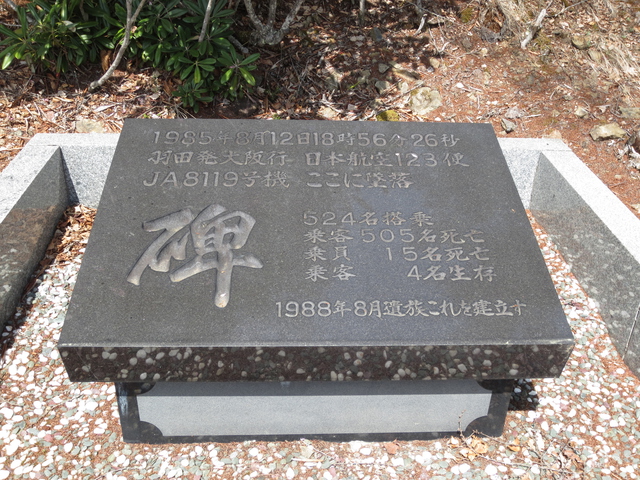 1985年8月12日18時56分26秒
羽田発大阪行 日本航空123便
JA8119号機 ここに墜落
碑
524名搭乗
乗客505名死亡
乗員 15名死亡
乗客 4名生存
1988年8月遺族これを建立す